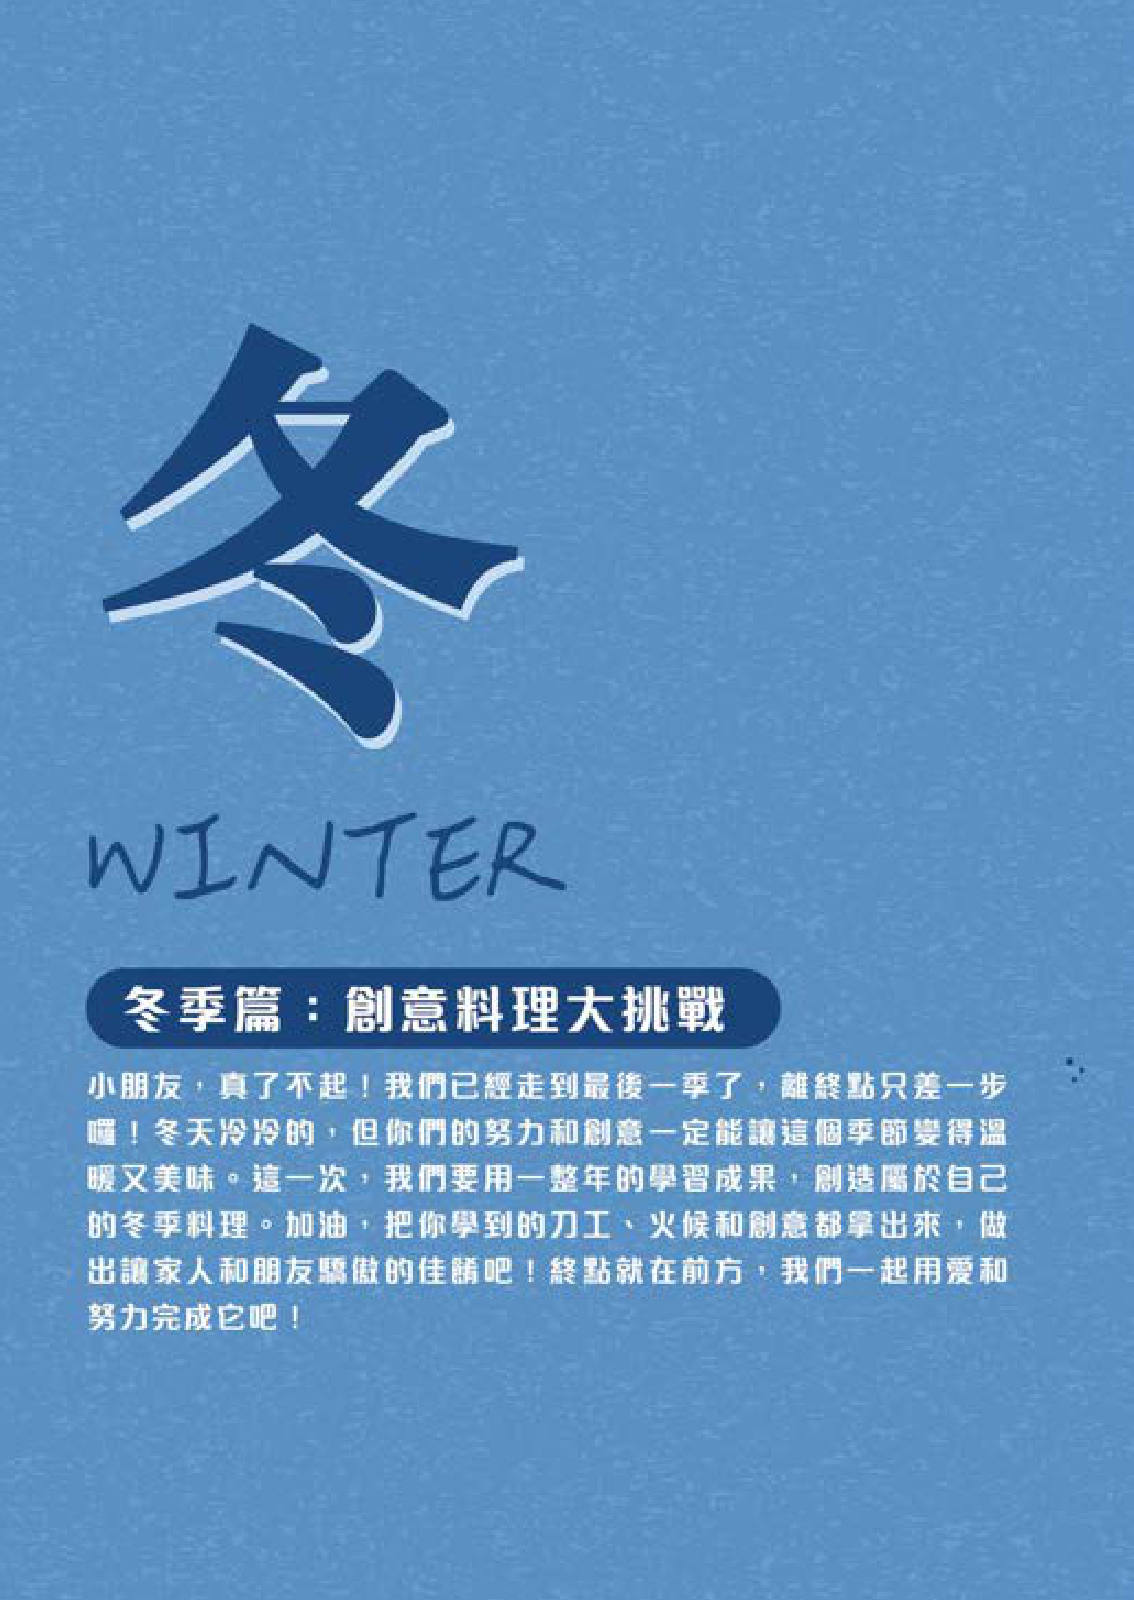 冬
WINTER
冬季篇：創意料理大挑戰
小朋友，真了不起！我們已經走到最後一季了，離終點只差一步
囉！冬天冷冷的，但你們的努力和創意一定能讓這個季節變得溫
暖又美味。這一次，我們要用一整年的學習成果，創造屬於自己
的冬季料理。加油，把你學到的刀工、火候和創意都拿出來，做
出讓家人和朋友驕傲的佳餚吧！終點就在前方，我們一起用愛和
努力完成它吧！